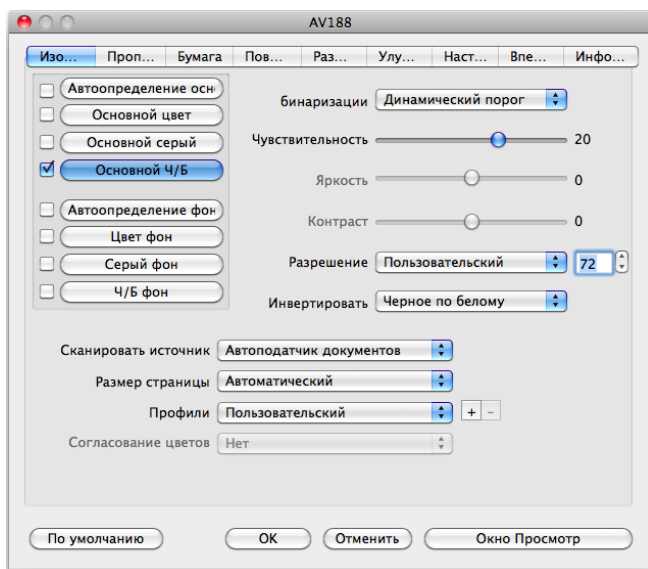 AV188
Изо... Проп... Бумага Пов... Раз... Улу... Наст... Впе... Инфо...
Автоопределение осн
Основной цвет
Основной серый
Основной Ч/Б
Автоопределение фон
Цвет фон
Серый фон
Ч/Б фон
бинаризации Динамический порог
Чувствительность 20
Яркость 0
Контраст 0
Разрешение Пользовательский 72
Инвертировать Черное по белому
Сканировать источник Автоподатчик документов
Размер страницы Автоматический
Профили Пользовательский + −
Согласование цветов Нет
По умолчанию OK Отменить Окно Просмотр